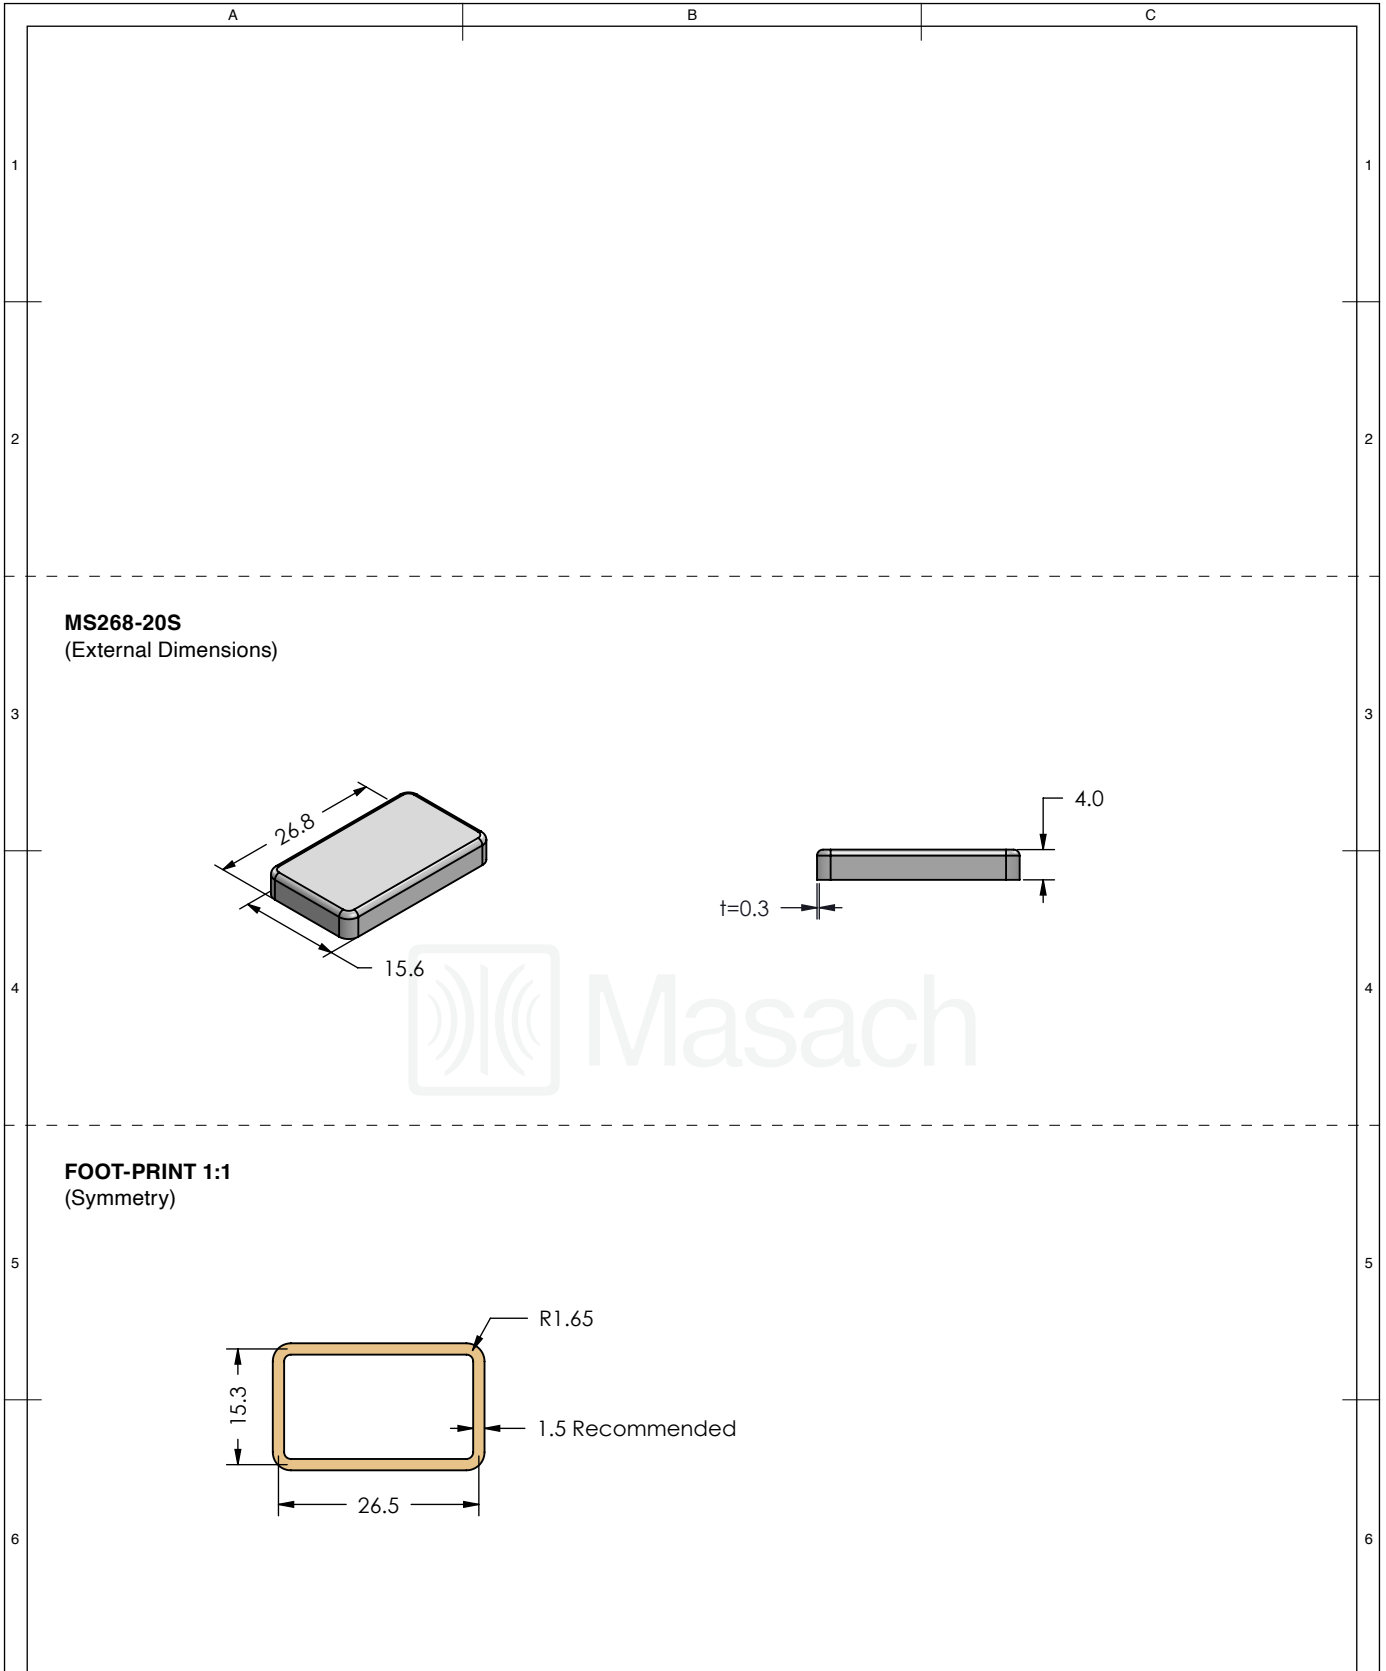 A B C
1 1
2 2
MS268-20S
(External Dimensions)
3 3
26.8
4.0
t=0.3
15.6
4 4
Masach
FOOT-PRINT 1:1
(Symmetry)
5 5
R1.65
15.3
1.5 Recommended
26.5
6 6